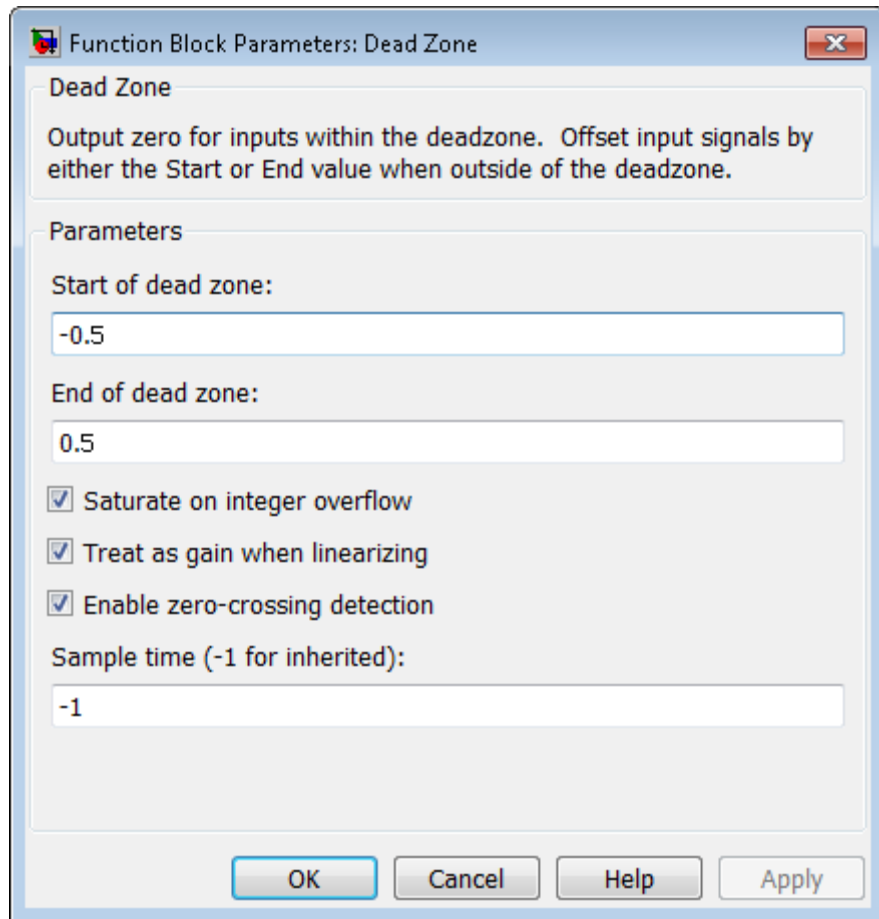 Function Block Parameters: Dead Zone
Dead Zone
Output zero for inputs within the deadzone.  Offset input signals by
either the Start or End value when outside of the deadzone.
Parameters
Start of dead zone:
-0.5
End of dead zone:
0.5
Saturate on integer overflow
Treat as gain when linearizing
Enable zero-crossing detection
Sample time (-1 for inherited):
-1
OK Cancel Help Apply